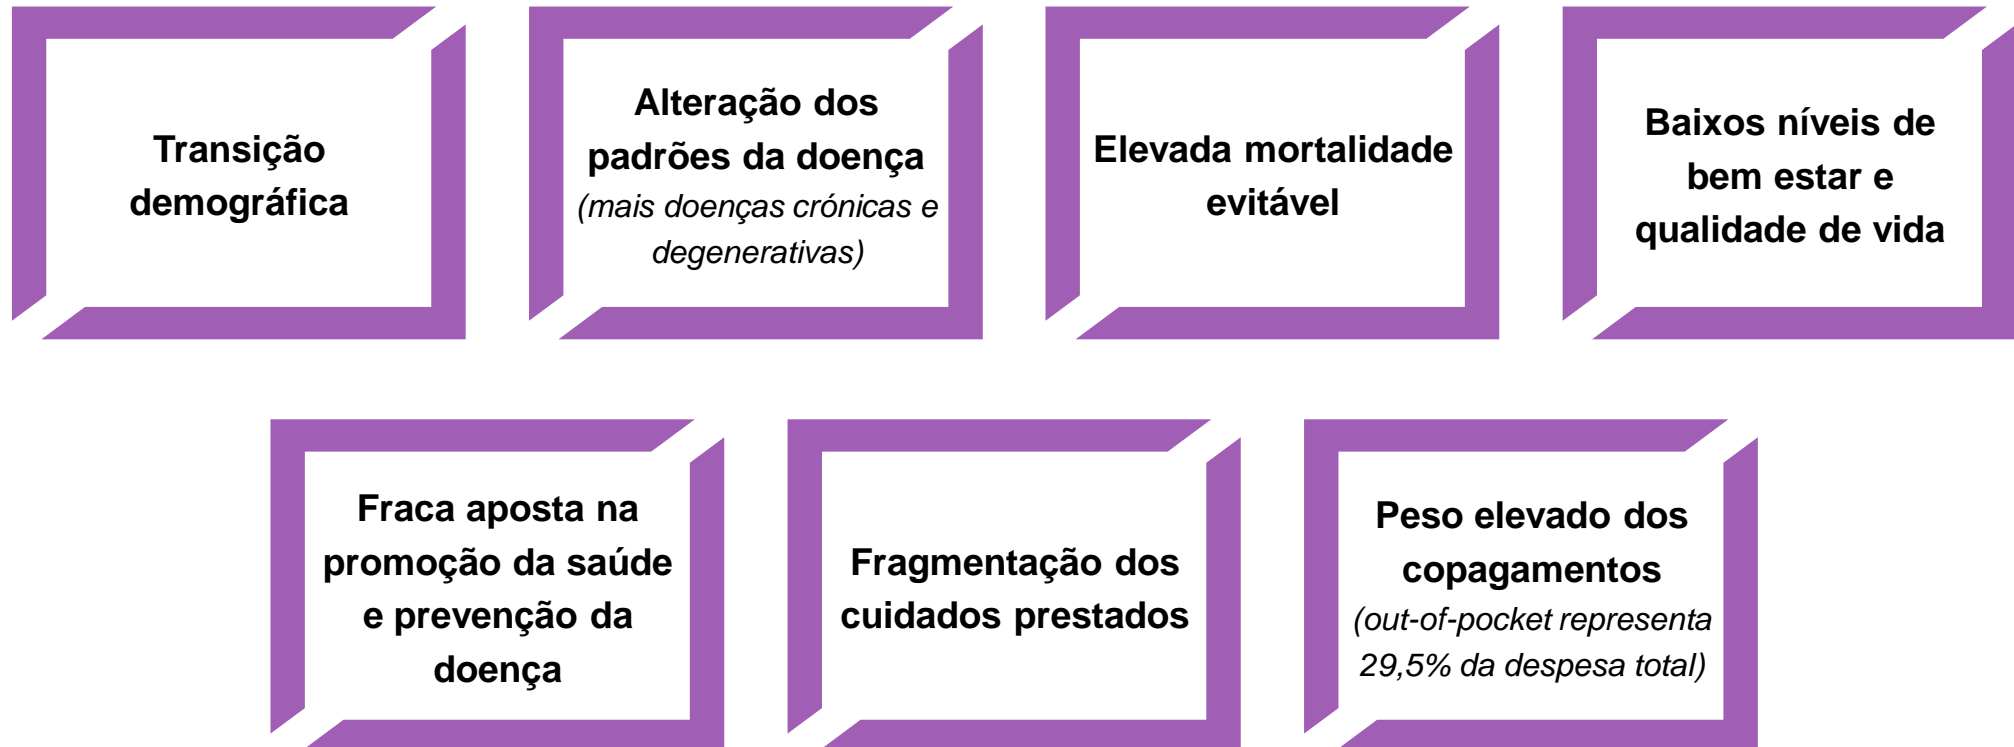 Transição
demográfica
Alteração dos
padrões da doença
(mais doenças crónicas e
degenerativas)
Elevada mortalidade
evitável
Baixos níveis de
bem estar e
qualidade de vida
Fraca aposta na
promoção da saúde
e prevenção da
doença
Fragmentação dos
cuidados prestados
Peso elevado dos
copagamentos
(out-of-pocket representa
29,5% da despesa total)